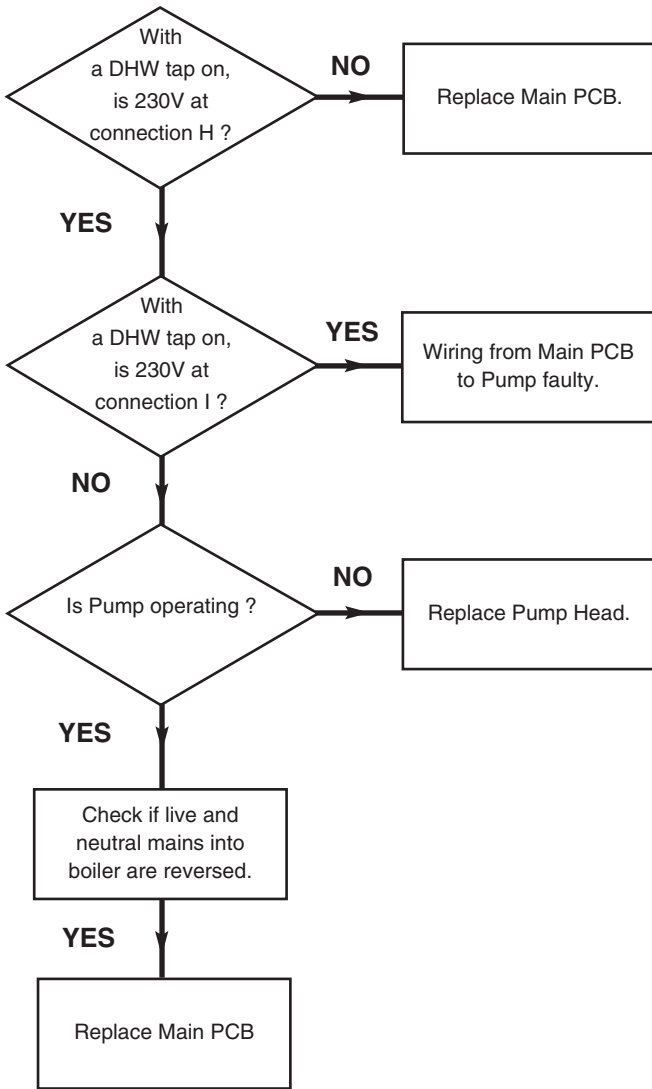 With
a DHW tap on,
is 230V at
connection H ?
NO
Replace Main PCB.
YES
With
a DHW tap on,
is 230V at
connection I ?
YES
Wiring from Main PCB
to Pump faulty.
NO
Is Pump operating ?
NO
Replace Pump Head.
YES
Check if live and
neutral mains into
boiler are reversed.
YES
Replace Main PCB